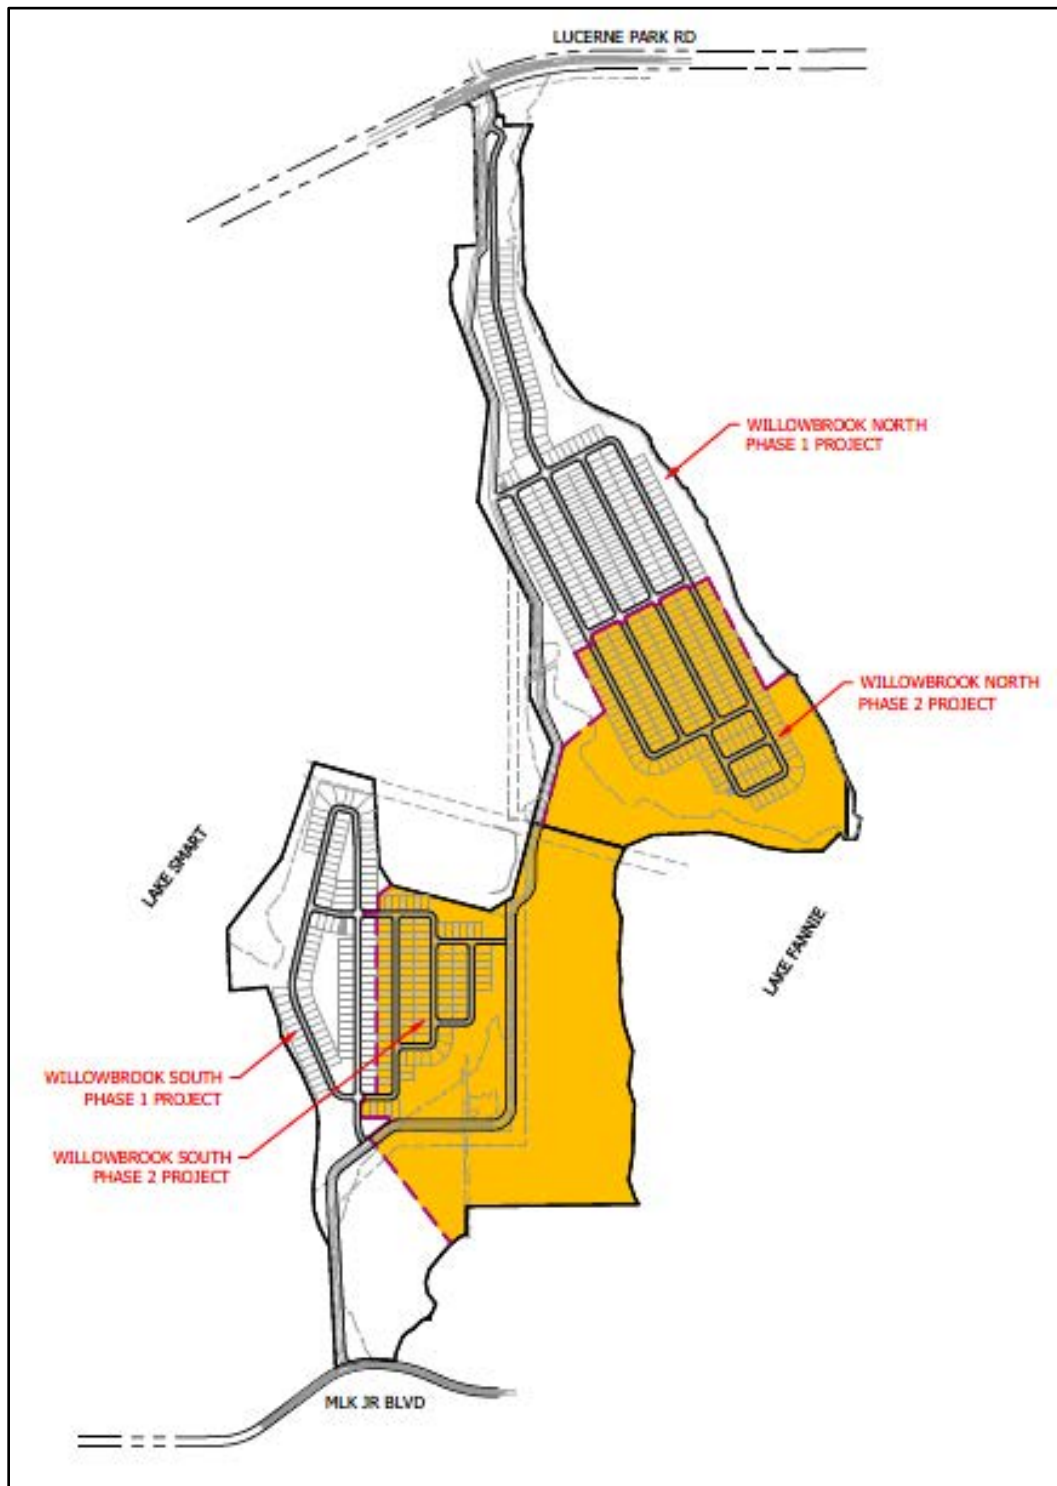 LUCERNE PARK RD
WILLOWBROOK NORTH
PHASE 1 PROJECT
WILLOWBROOK NORTH
PHASE 2 PROJECT
LAKE SMART
LAKE FANNIE
WILLOWBROOK SOUTH
PHASE 1 PROJECT
WILLOWBROOK SOUTH
PHASE 2 PROJECT
MLK JR BLVD